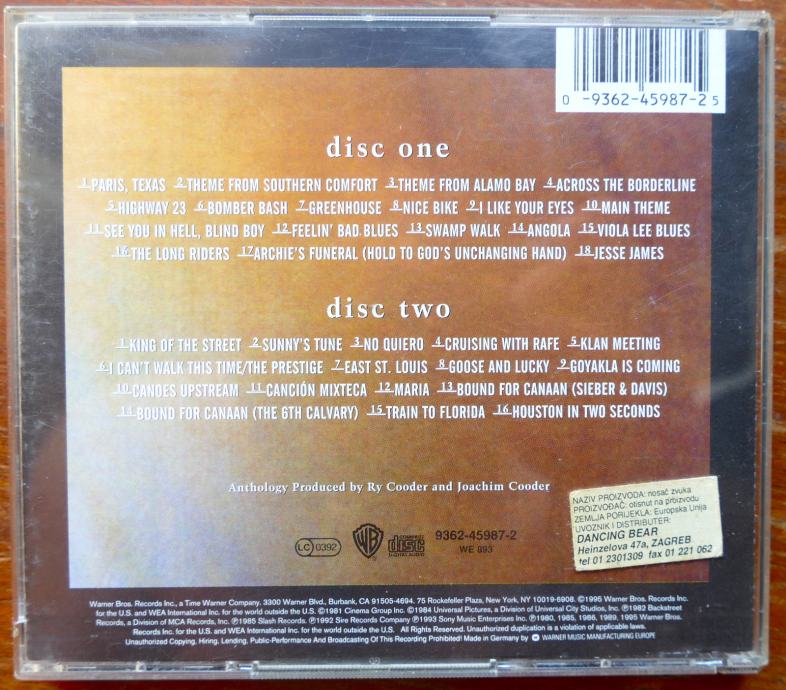 0 -9362-45987-2 5
disc one
1 PARIS, TEXAS 2 THEME FROM SOUTHERN COMFORT 3 THEME FROM ALAMO BAY 4 ACROSS THE BORDERLINE
5 HIGHWAY 23 6 BOMBER BASH 7 GREENHOUSE 8 NICE BIKE 9 I LIKE YOUR EYES 10 MAIN THEME
11 SEE YOU IN HELL, BLIND BOY 12 FEELIN' BAD BLUES 13 SWAMP WALK 14 ANGOLA 15 VIOLA LEE BLUES
16 THE LONG RIDERS 17 ARCHIE'S FUNERAL (HOLD TO GOD'S UNCHANGING HAND) 18 JESSE JAMES
disc two
1 KING OF THE STREET 2 SUNNY'S TUNE 3 NO QUIERO 4 CRUISING WITH RAFE 5 KLAN MEETING
6 I CAN'T WALK THIS TIME/THE PRESTIGE 7 EAST ST. LOUIS 8 GOOSE AND LUCKY 9 GOYAKLA IS COMING
10 CANOES UPSTREAM 11 CANCIÓN MIXTECA 12 MARIA 13 BOUND FOR CANAAN (SIEBER & DAVIS)
14 BOUND FOR CANAAN (THE 6TH CALVARY) 15 TRAIN TO FLORIDA 16 HOUSTON IN TWO SECONDS
Anthology Produced by Ry Cooder and Joachim Cooder
LC 0392 WB COMPACT disc DIGITAL AUDIO 9362-45987-2
WE 893
NAZIV PROIZVODA: nosač zvuka
PROIZVOĐAČ: otisnut na prbizvodu
ZEMLJA PORIJEKLA: Europska Unija
UVOZNIK I DISTRIBUTER:
DANCING BEAR
Heinzelova 47a, ZAGREB
tel 01 2301309 fax 01 221 062
Warner Bros. Records Inc., a Time Warner Company. 3300 Warner Blvd., Burbank, CA 91505-4694. 75 Rockefeller Plaza, New York, NY 10019-6908. ©1995 Warner Bros. Records Inc.
for the U.S. and WEA International Inc. for the world outside the U.S. ©1981 Cinema Group Inc. ©1984 Universal Pictures, a Division of Universal City Studios, Inc. ℗1982 Backstreet
Records, a Division of MCA Records, Inc. ℗1985 Slash Records. ℗1992 Sire Records Company ℗1993 Sony Music Enterprises Inc. ℗1980, 1985, 1986, 1989, 1995 Warner Bros.
Records Inc. for the U.S. and WEA International Inc. for the world outside the U.S. All Rights Reserved. Unauthorized duplication is a violation of applicable laws.
Unauthorized Copying, Hiring, Lending, Public-Performance And Broadcasting Of This Recording Prohibited! Made in Germany by WARNER MUSIC MANUFACTURING EUROPE